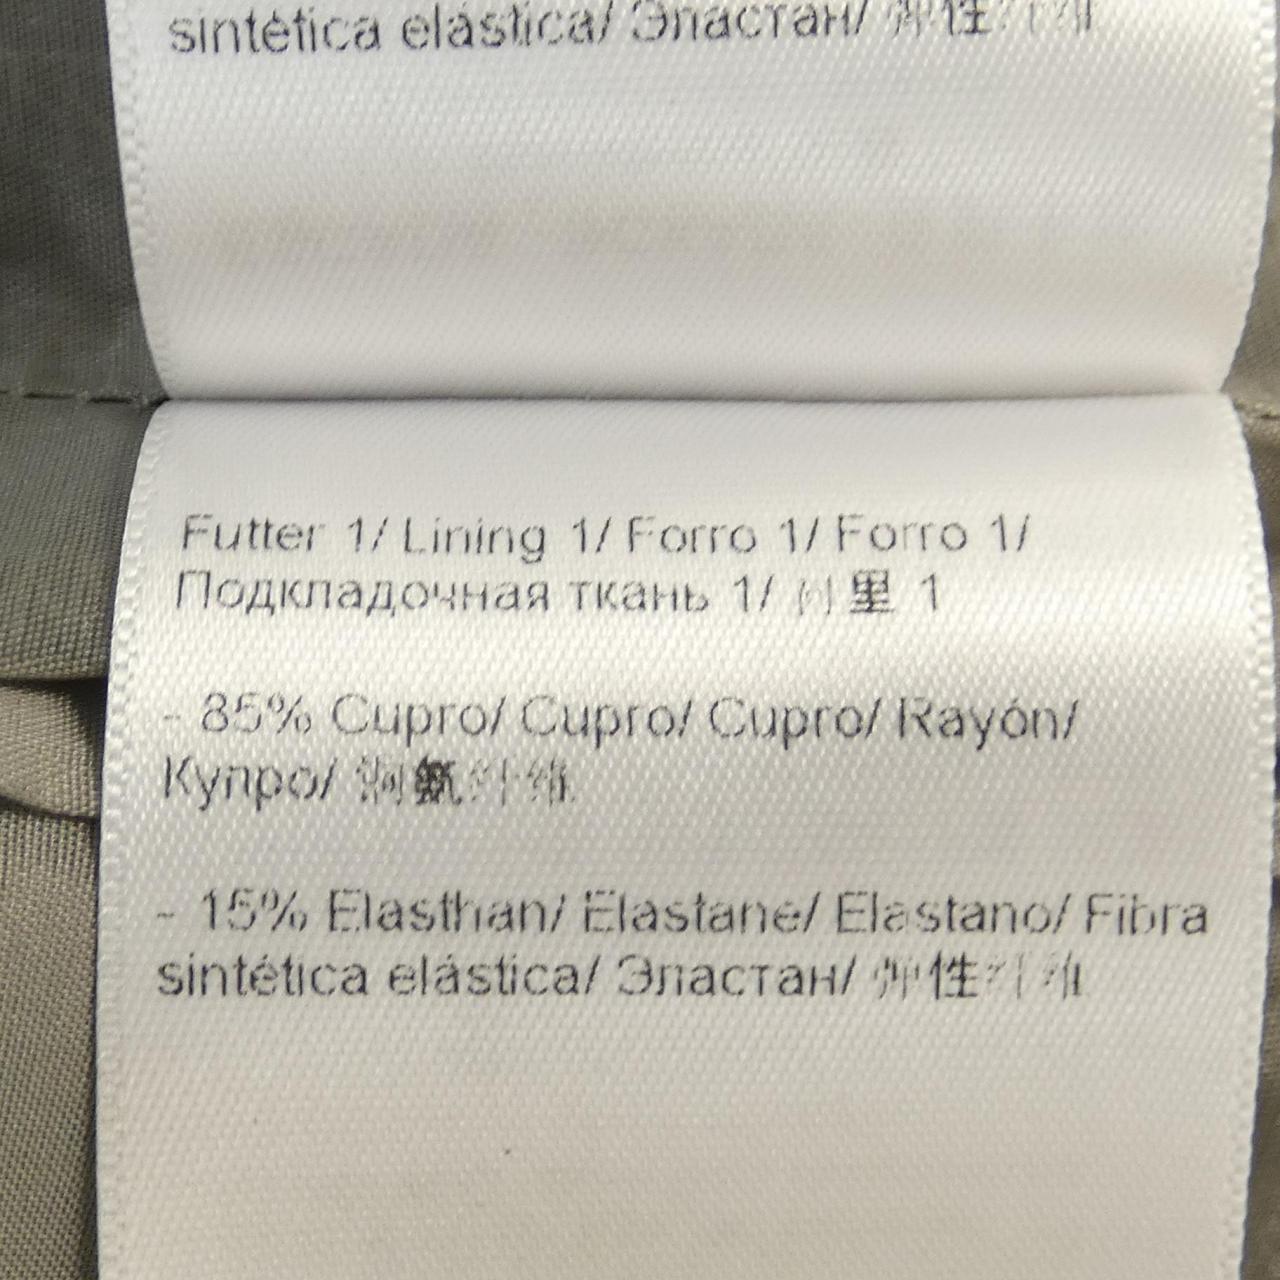 sintética elástica/ Эластан/ 弹性纤维
Futter 1/ Lining 1/ Forro 1/ Forro 1/
Подкладочная ткань 1/ 里 1
- 85% Cupro/ Cupro/ Cupro/ Rayón/
Купро/ 铜氨纤维
- 15% Elasthan/ Elastane/ Elastano/ Fibra
sintética elástica/ Эластан/ 弹性纤维